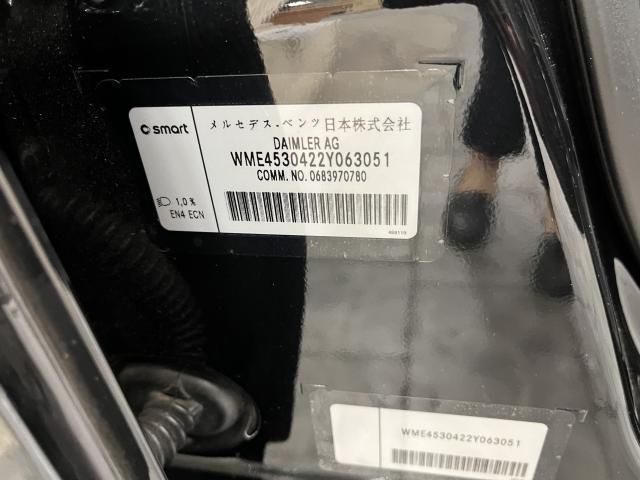 smart
メルセデス-ベンツ日本株式会社
DAIMLER AG
WME4530422Y063051
COMM. NO. 0683970780
1,0 %
EN4 ECN
WME4530422Y063051